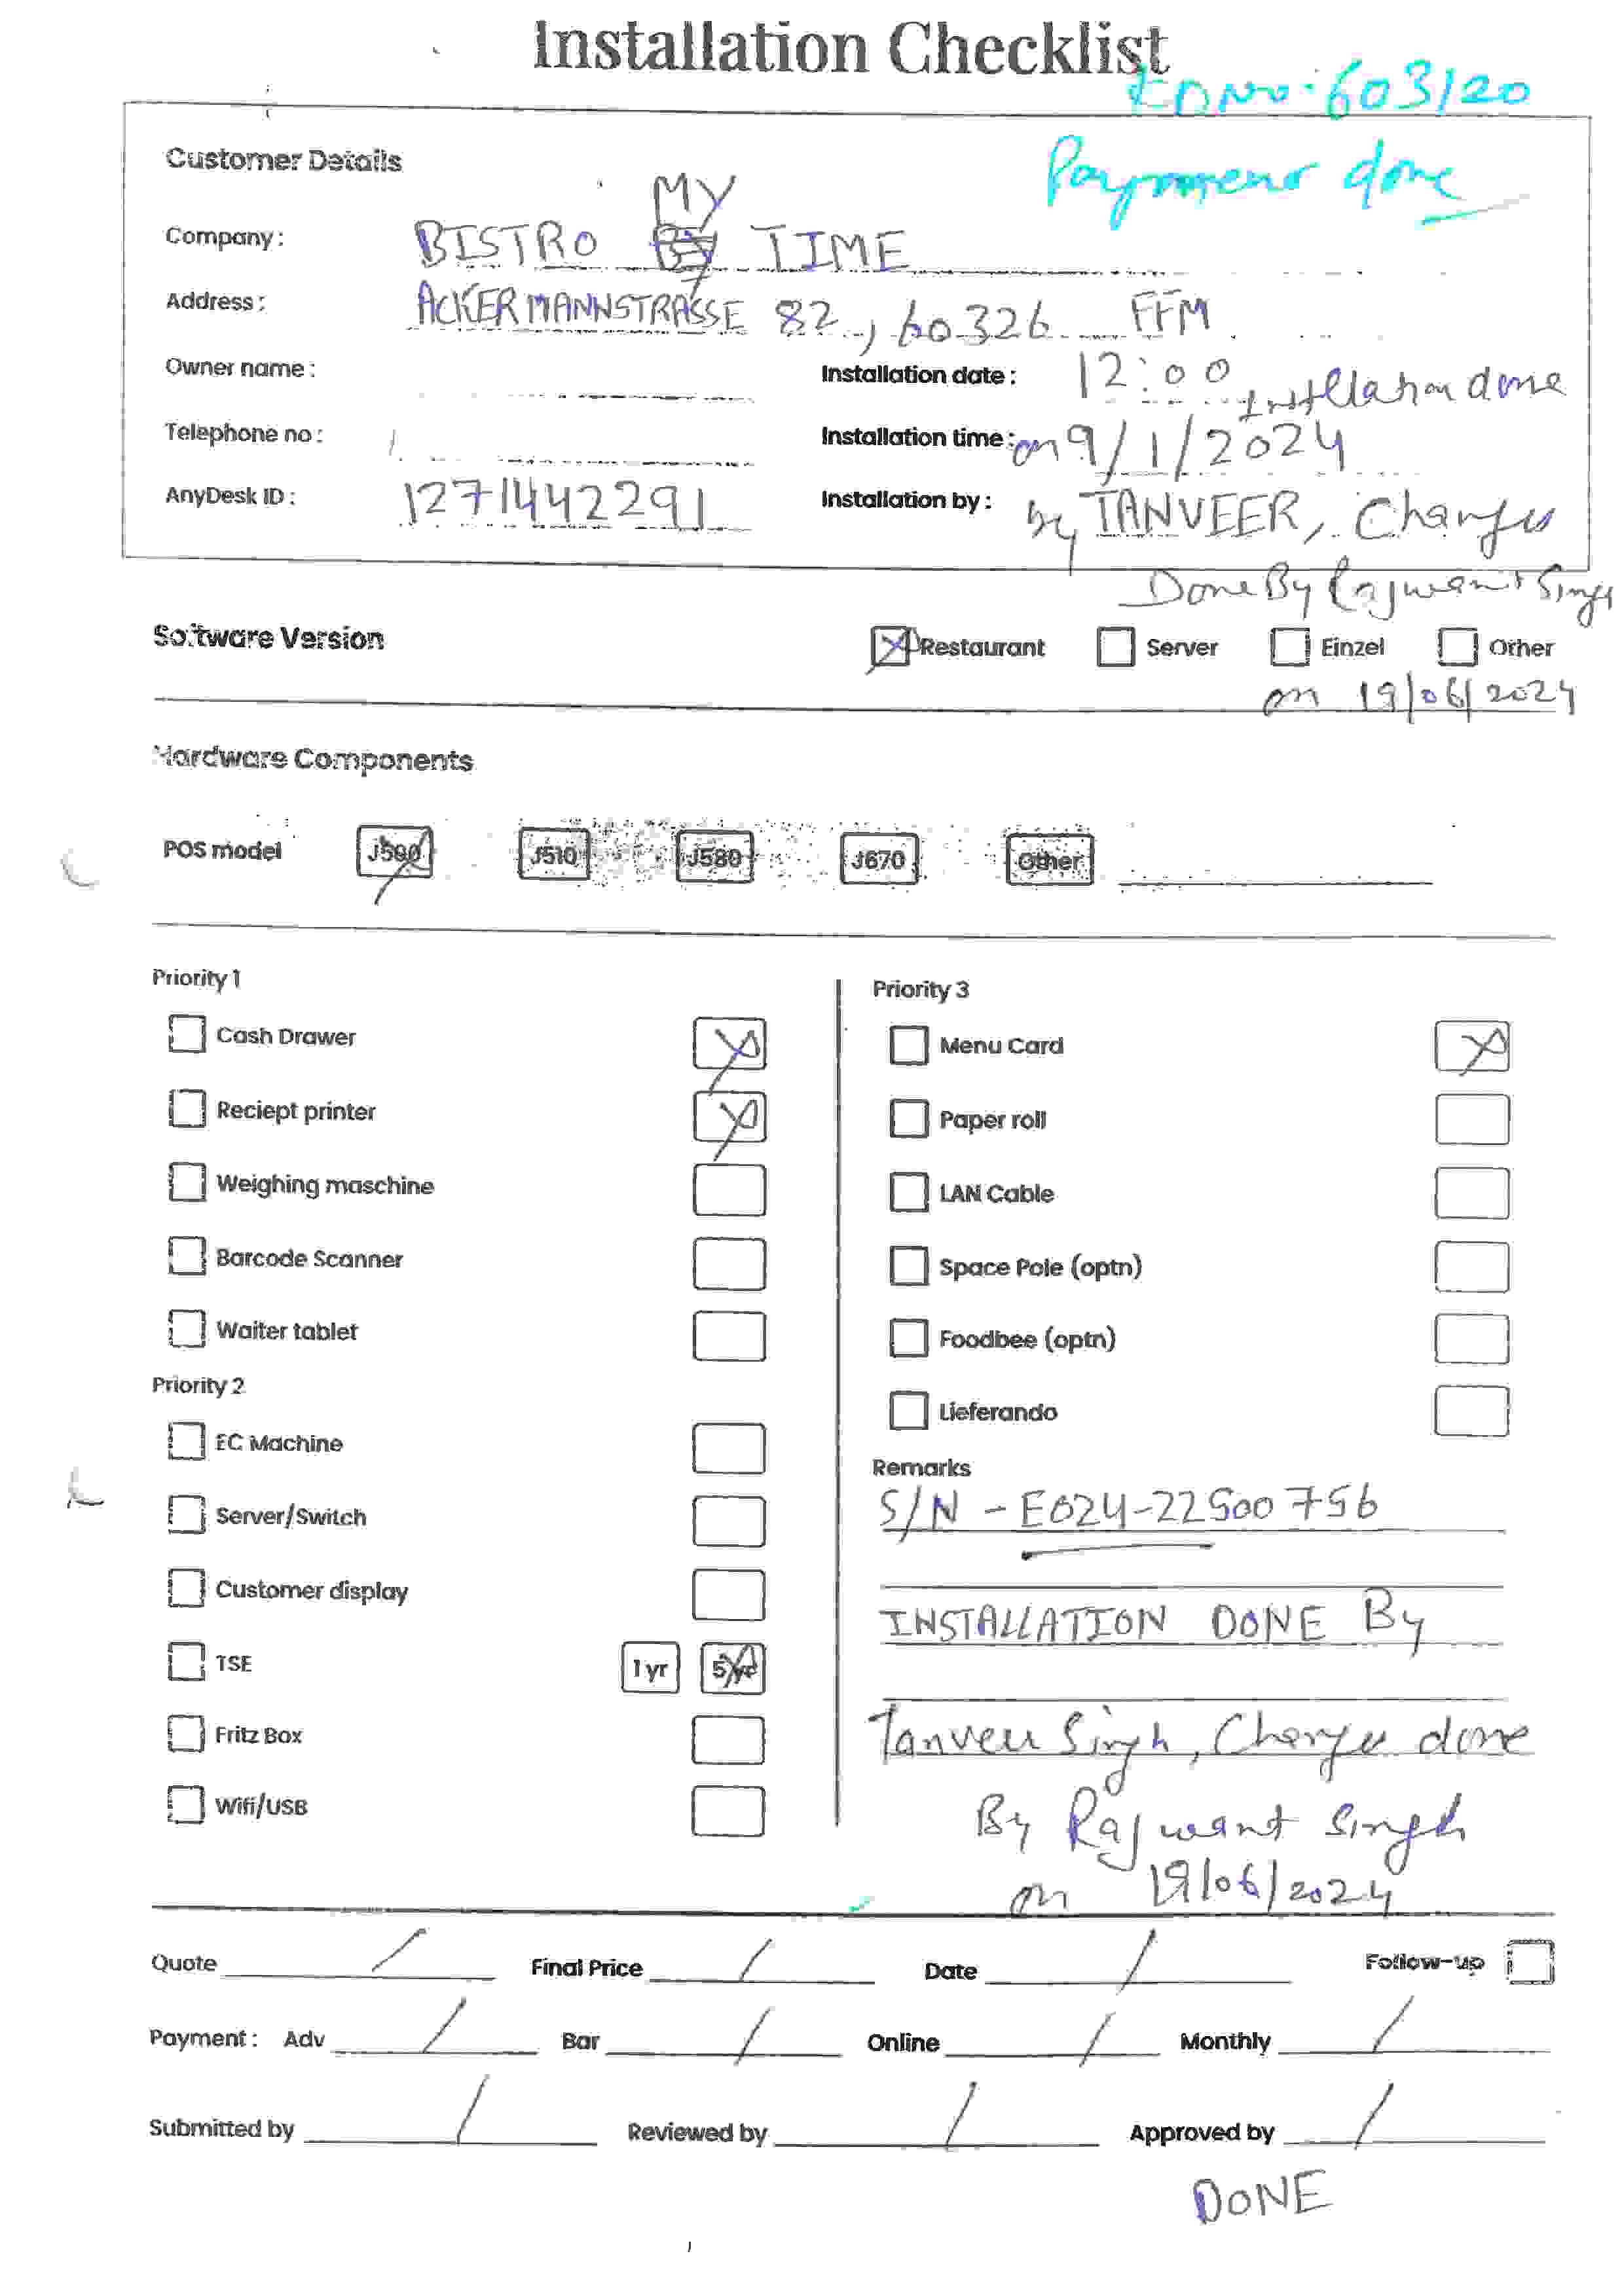 Installation Checklist
KDNr. 603120
Customer Details
Payment done
MY
Company: BISTRO BY TIME
Address: ACKERMANNSTRASSE 82, 60326 FFM
Owner name: Installation date: 12:00 Installation done
Telephone no: Installation time: on 9/1/2024
AnyDesk ID: 1271442291 Installation by: by TANVEER, Changes
Done By Rajwant Singh
Software Version Restaurant Server Einzel Other
on 19/06/2024
Hardware Components
POS model J500 J510 J580 J670 Other
Priority 1
Cash Drawer
Reciept printer
Weighing maschine
Barcode Scanner
Waiter tablet
Priority 2
EC Machine
Server/Switch
Customer display
TSE 1 yr 5 yr
Fritz Box
Wifi/USB
Priority 3
Menu Card
Paper roll
LAN Cable
Space Pole (optn)
Foodbee (optn)
Lieferando
Remarks
S/N - E024-22500756
INSTALLATION DONE By
Tanveer Singh, Changes done
By Rajwant Singh
on 19/06/2024
Quote Final Price Date Follow-up
Payment: Adv Bar Online Monthly
Submitted by Reviewed by Approved by
DONE